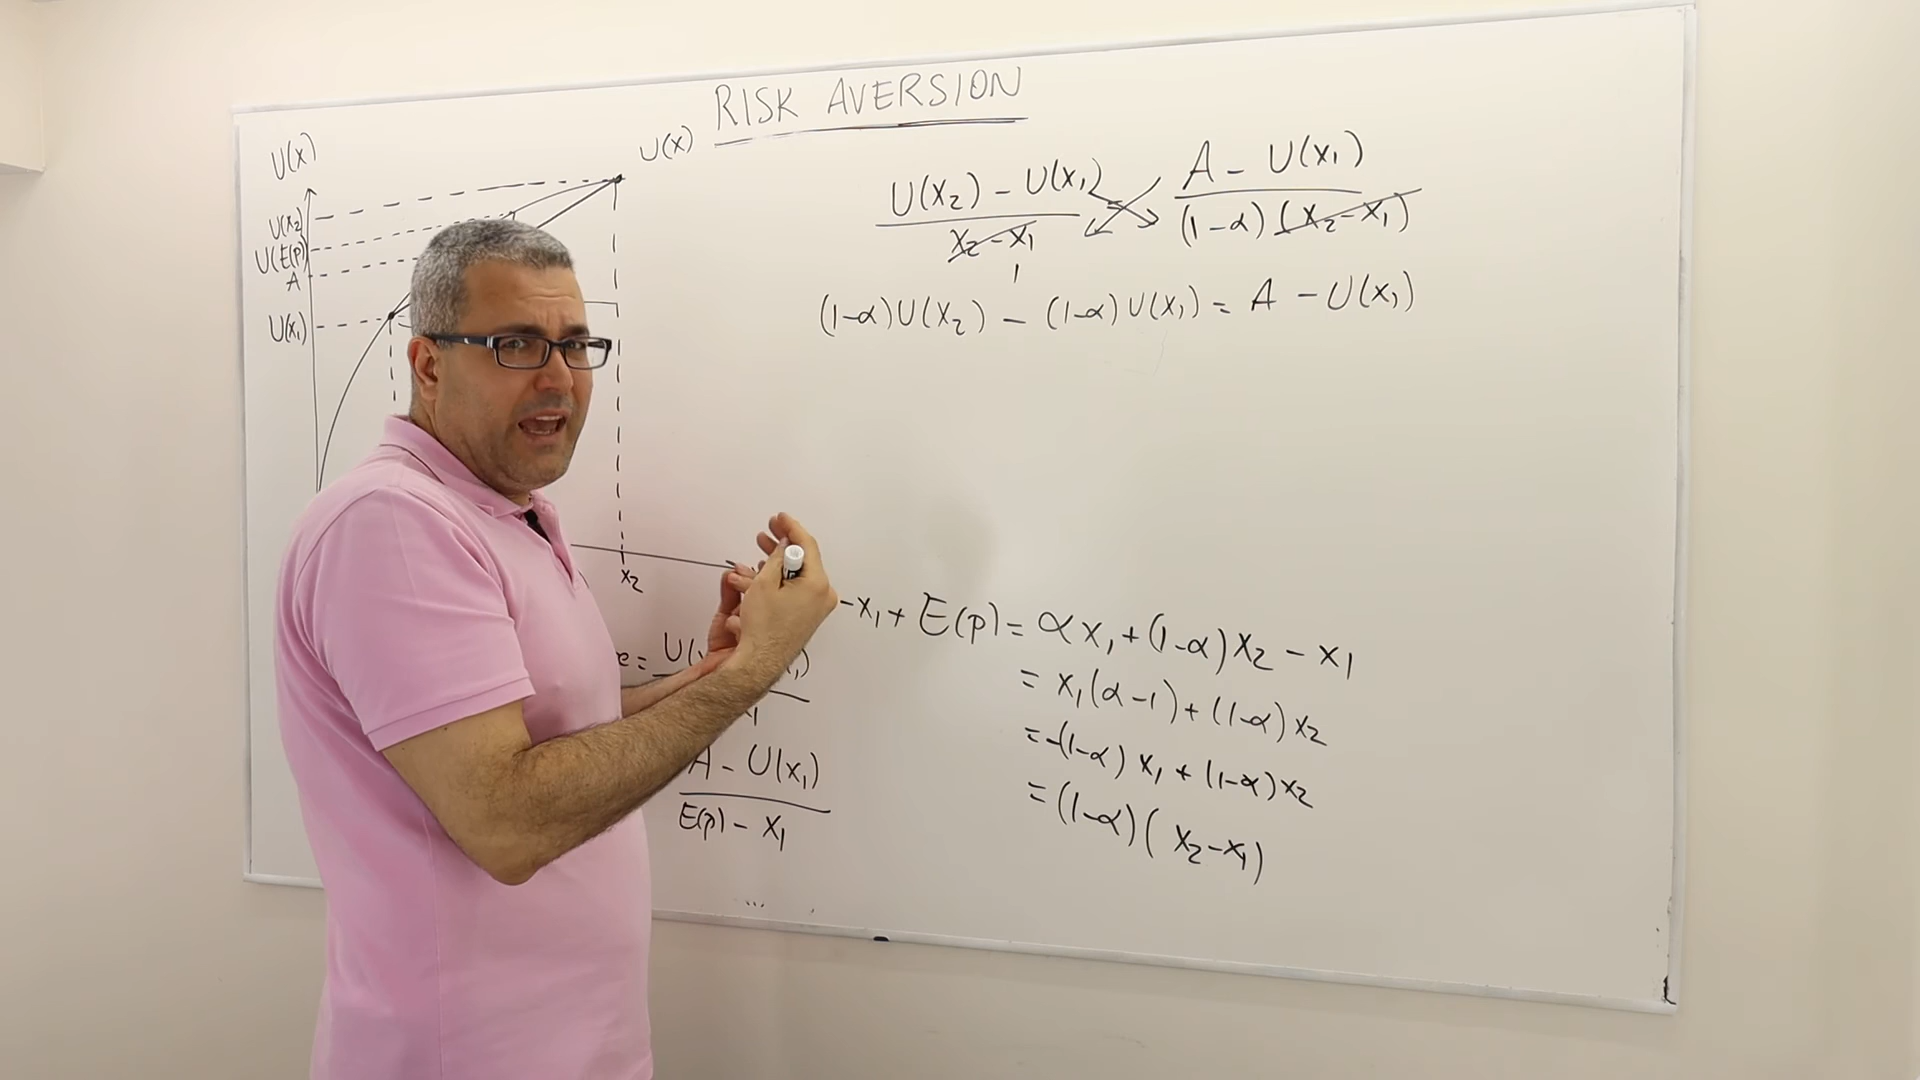 RISK AVERSION
U(x)
U(x)
U(x₂)
U(E(p))
A
U(x₁)
x₂
U(x₂) - U(x₁) / x₂-x₁ = A - U(x₁) / (1-α)(x₂-x₁)
1
(1-α)U(x₂) - (1-α)U(x₁) = A - U(x₁)
-x₁+ E(p) = αx₁+(1-α)x₂ - x₁
= x₁(α-1)+(1-α)x₂
= -(1-α)x₁ + (1-α)x₂
= (1-α)(x₂-x₁)
A - U(x₁) / E(p) - x₁